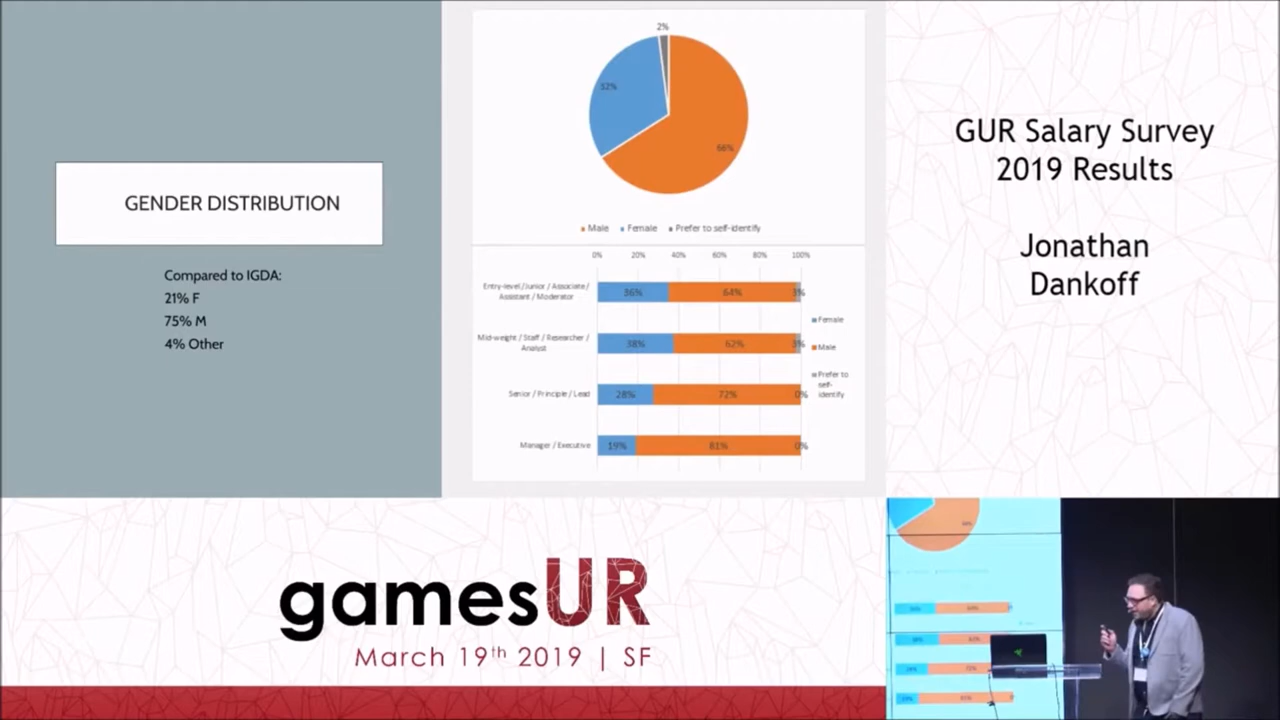 GENDER DISTRIBUTION
Compared to IGDA:
21% F
75% M
4% Other
2%
32%
66%
Male Female Prefer to self-identify
0% 20% 40% 60% 80% 100%
Entry-level/Junior / Associate /
Assistant / Moderator
36% 64% 3%
Mid-weight / Staff / Researcher /
Analyst
38% 62% 3%
Senior / Principle / Lead
28% 72% 0%
Manager / Executive
19% 81% 0%
Female
Male
Prefer to
self-
identify
GUR Salary Survey
2019 Results
Jonathan
Dankoff
gamesUR
March 19th 2019 | SF